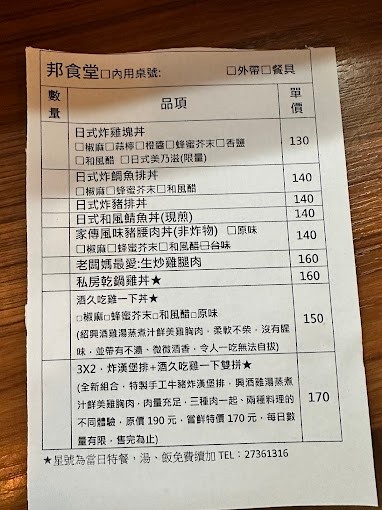 邦食堂□內用桌號: □外帶□餐具
數量 品項 單價
日式炸雞塊丼 130
□椒麻□蒜柿□橙醬□蜂蜜芥末□香鹽
□和風醋 □日式美乃滋(限量)
日式炸鯛魚排丼 140
□椒麻□蜂蜜芥末□和風醋
日式炸豬排丼 140
日式和風鯖魚丼(現煎) 140
家傳風味豬腰肉丼(非炸物) □原味 140
□椒麻□蜂蜜芥末□和風醋□台味
老闆媽最愛:生炒雞腿肉 160
私房乾鍋雞丼★ 160
酒久吃雞一下丼★ 150
□椒麻□蜂蜜芥末□和風醋□原味
(紹興酒雞湯蒸煮汁鮮美雞胸肉，柔軟不柴，沒有腥
味，並帶有不濃、微微酒香，令人一吃無法自拔)
3X2，炸漢堡排+酒久吃雞一下雙拼★ 170
(全新組合，特製手工牛豬炸漢堡排，興酒雞湯蒸煮
汁鮮美雞胸肉，肉量充足，三種肉一起、兩種料理的
不同體驗，原價 190 元，嘗鮮特價 170 元，每日數
量有限，售完為止)
★星號為當日特餐，湯、飯免費續加 TEL：27361316